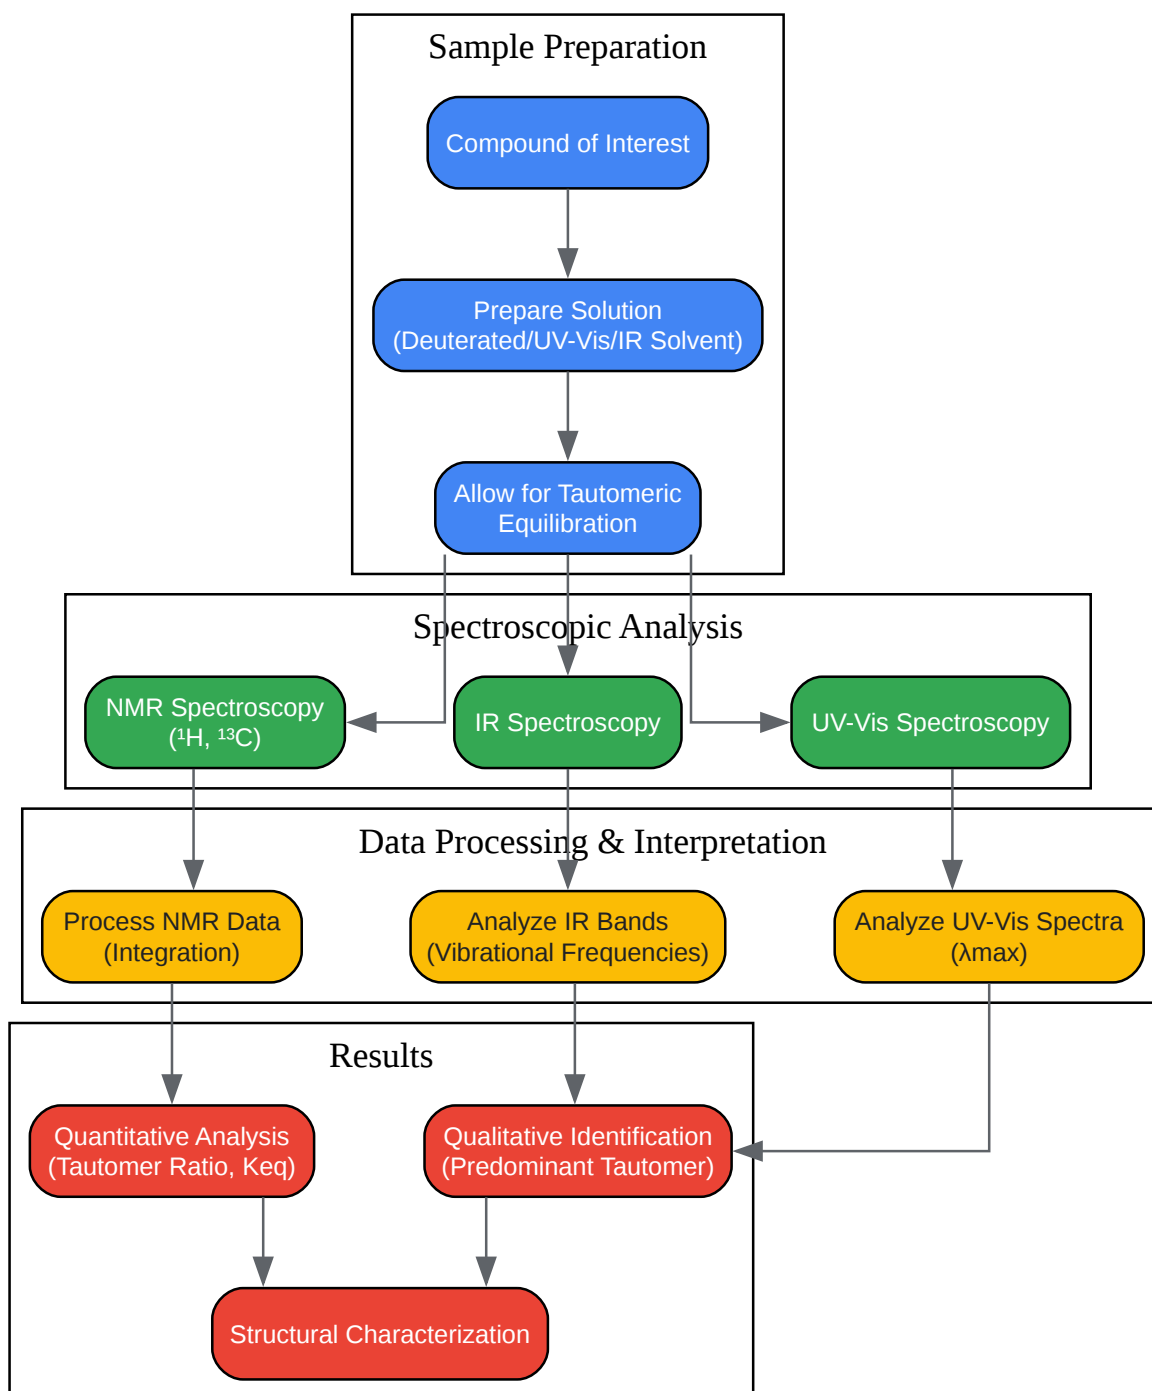 Sample Preparation
Compound of Interest
Prepare Solution
(Deuterated/UV-Vis/IR Solvent)
Allow for Tautomeric
Equilibration
Spectroscopic Analysis
NMR Spectroscopy
(¹H, ¹³C)
IR Spectroscopy
UV-Vis Spectroscopy
Data Processing & Interpretation
Process NMR Data
(Integration)
Analyze IR Bands
(Vibrational Frequencies)
Analyze UV-Vis Spectra
(λmax)
Results
Quantitative Analysis
(Tautomer Ratio, Keq)
Qualitative Identification
(Predominant Tautomer)
Structural Characterization